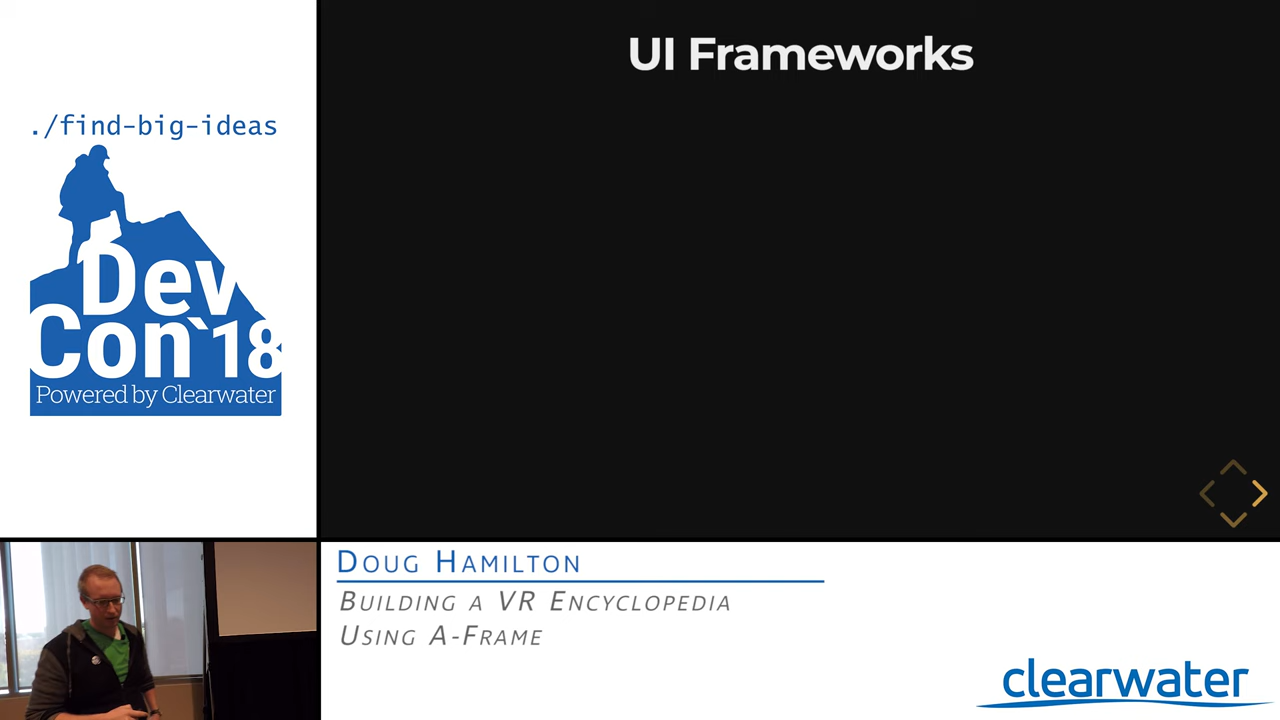 ./find-big-ideas
Dev
Con`18
Powered by Clearwater
UI Frameworks
Doug Hamilton
Building a VR Encyclopedia
Using A-Frame
clearwater